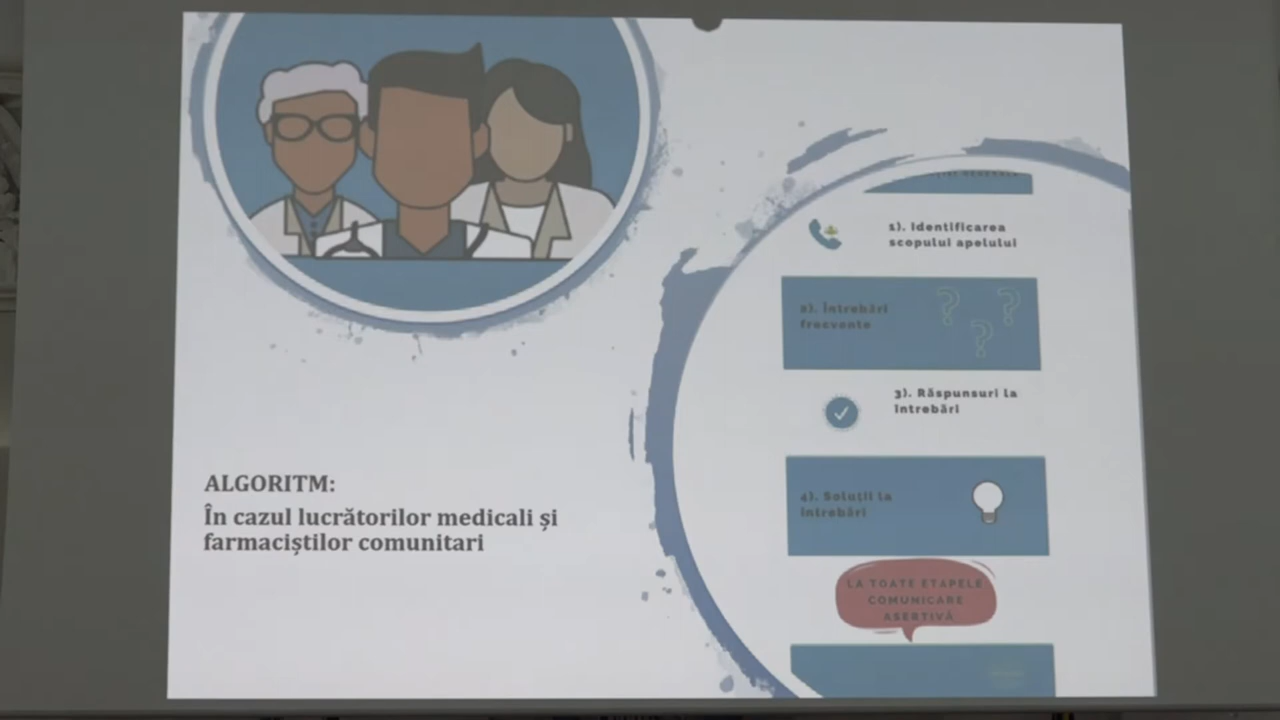 ALGORITM:
În cazul lucrătorilor medicali și
farmaciștilor comunitari
1). Identificarea
scopului apelului
2). Întrebări
frecvente
3). Răspunsuri la
întrebări
4). Soluții la
întrebări
LA TOATE ETAPELE
COMUNICARE
ASERTIVĂ